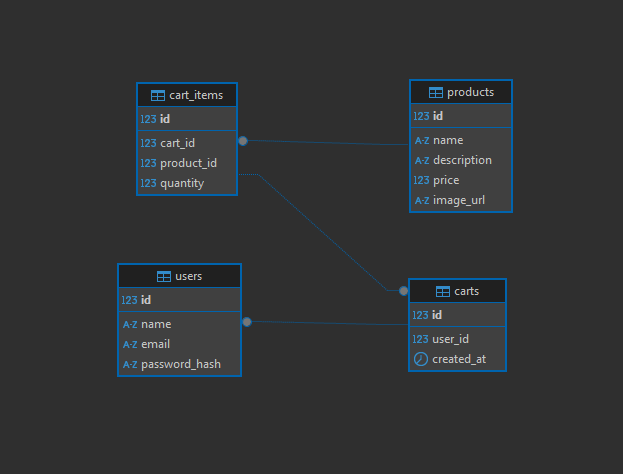 cart_items
123 id
123 cart_id
123 product_id
123 quantity
products
123 id
A-Z name
A-Z description
123 price
A-Z image_url
users
123 id
A-Z name
A-Z email
A-Z password_hash
carts
123 id
123 user_id
created_at